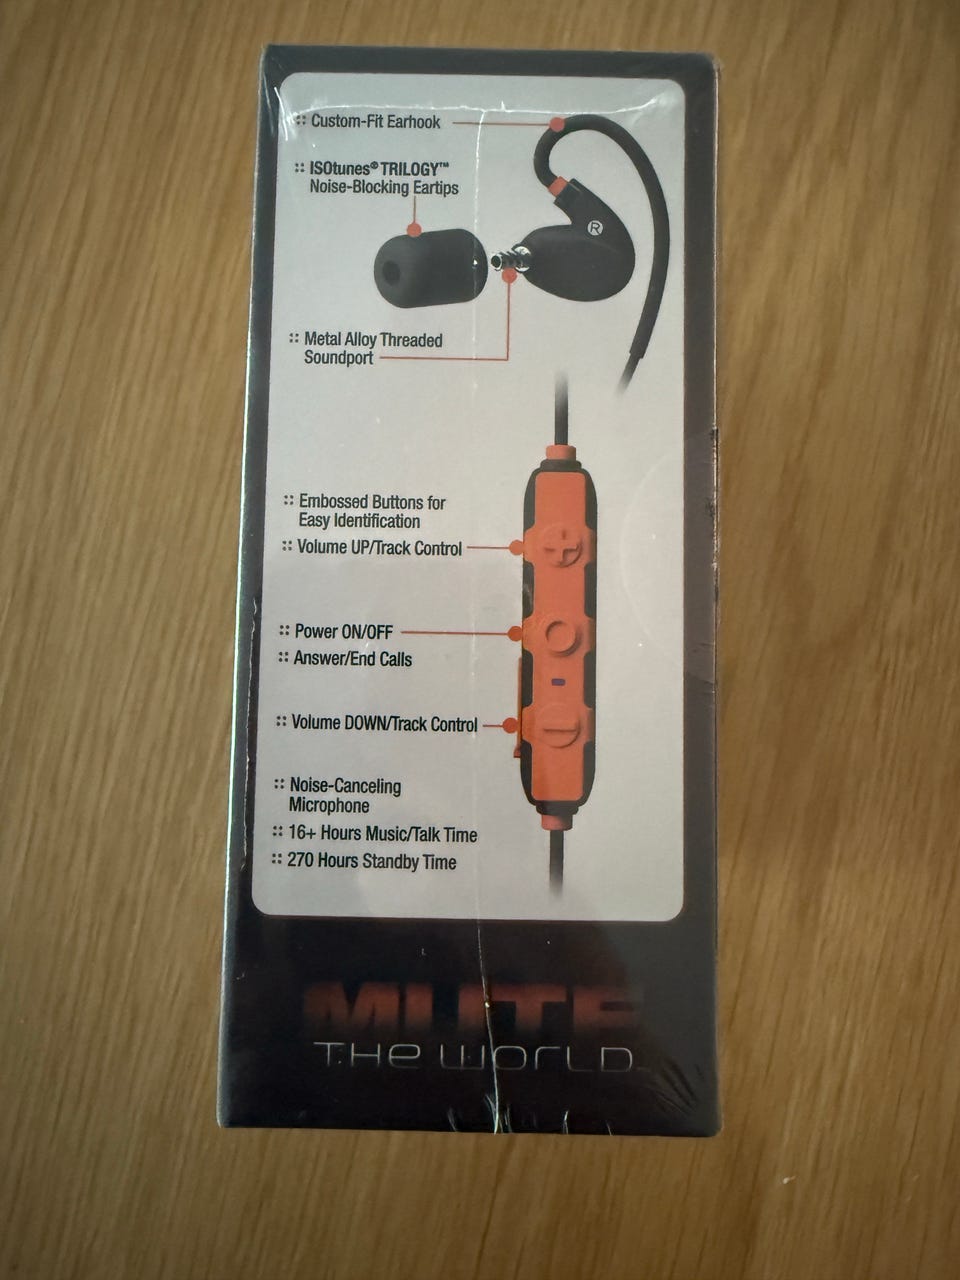 Custom-Fit Earhook
ISOtunes® TRILOGY™
Noise-Blocking Eartips
R
Metal Alloy Threaded
Soundport
Embossed Buttons for
Easy Identification
Volume UP/Track Control
Power ON/OFF
Answer/End Calls
Volume DOWN/Track Control
Noise-Canceling
Microphone
16+ Hours Music/Talk Time
270 Hours Standby Time
MUTE
THE WORLD